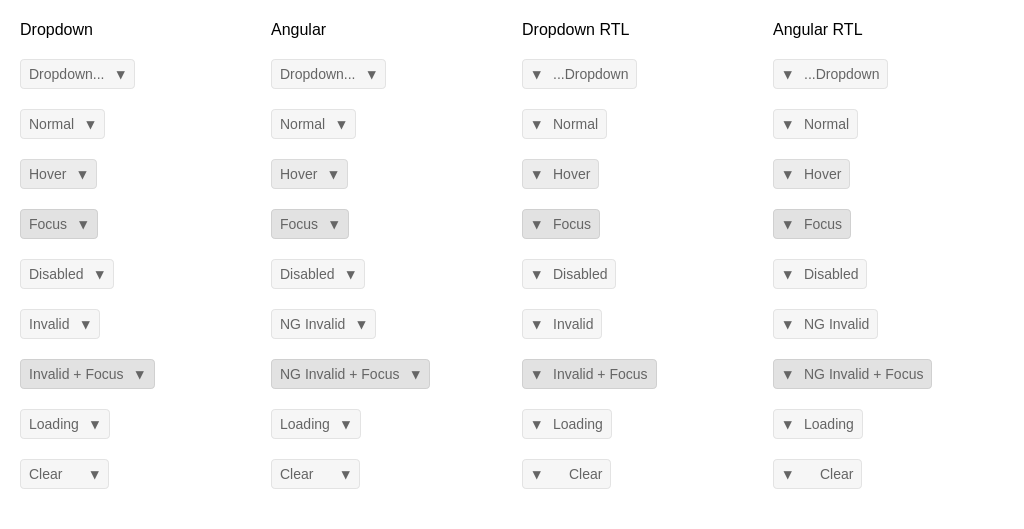 Dropdown Angular Dropdown RTL Angular RTL
Dropdown... ▼ Dropdown... ▼ ▼ ...Dropdown ▼ ...Dropdown
Normal ▼ Normal ▼ ▼ Normal ▼ Normal
Hover ▼ Hover ▼ ▼ Hover ▼ Hover
Focus ▼ Focus ▼ ▼ Focus ▼ Focus
Disabled ▼ Disabled ▼ ▼ Disabled ▼ Disabled
Invalid ▼ NG Invalid ▼ ▼ Invalid ▼ NG Invalid
Invalid + Focus ▼ NG Invalid + Focus ▼ ▼ Invalid + Focus ▼ NG Invalid + Focus
Loading ▼ Loading ▼ ▼ Loading ▼ Loading
Clear ▼ Clear ▼ ▼ Clear ▼ Clear